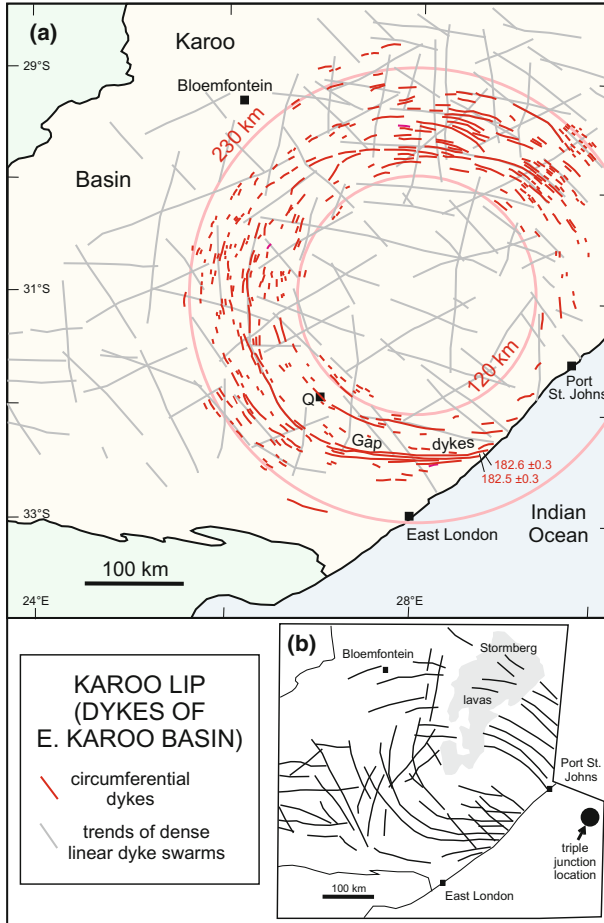 (a)
Karoo
29°S
Bloemfontein
230 km
Basin
31°S
120 km
Port
St. Johns
Q
Gap
dykes
182.6 ±0.3
182.5 ±0.3
33°S
East London
Indian
Ocean
100 km
24°E
28°E
KAROO LIP
(DYKES OF
E. KAROO BASIN)
circumferential
dykes
trends of dense
linear dyke swarms
(b)
Stormberg
Bloemfontein
lavas
Port St.
Johns
triple
junction
location
100 km
East London